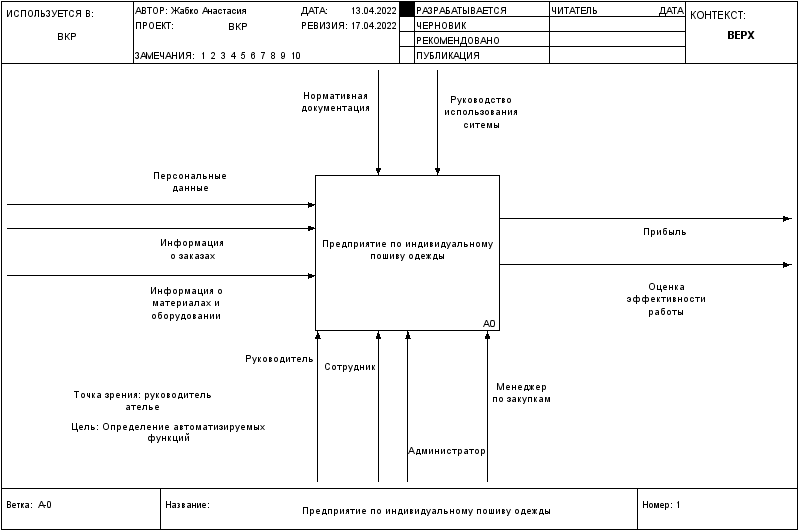 ИСПОЛЬЗУЕТСЯ В:
ВКР
АВТОР: Жабко Анастасия
ДАТА: 13.04.2022
ПРОЕКТ: ВКР
РЕВИЗИЯ: 17.04.2022
ЗАМЕЧАНИЯ: 1 2 3 4 5 6 7 8 9 10
РАЗРАБАТЫВАЕТСЯ
ЧЕРНОВИК
РЕКОМЕНДОВАНО
ПУБЛИКАЦИЯ
ЧИТАТЕЛЬ
ДАТА
КОНТЕКСТ:
ВЕРХ
Нормативная
документация
Руководство
использования
ситемы
Персональные
данные
Информация
о заказах
Информация о
материалах и
оборудовании
Предприятие по индивидуальному
пошиву одежды
A0
Прибыль
Оценка
эффективности
работы
Руководитель
Сотрудник
Администратор
Менеджер
по закупкам
Точка зрения: руководитель
ателье
Цель: Определение автоматизируемых
функций
Ветка: A-0
Название:
Предприятие по индивидуальному пошиву одежды
Номер: 1